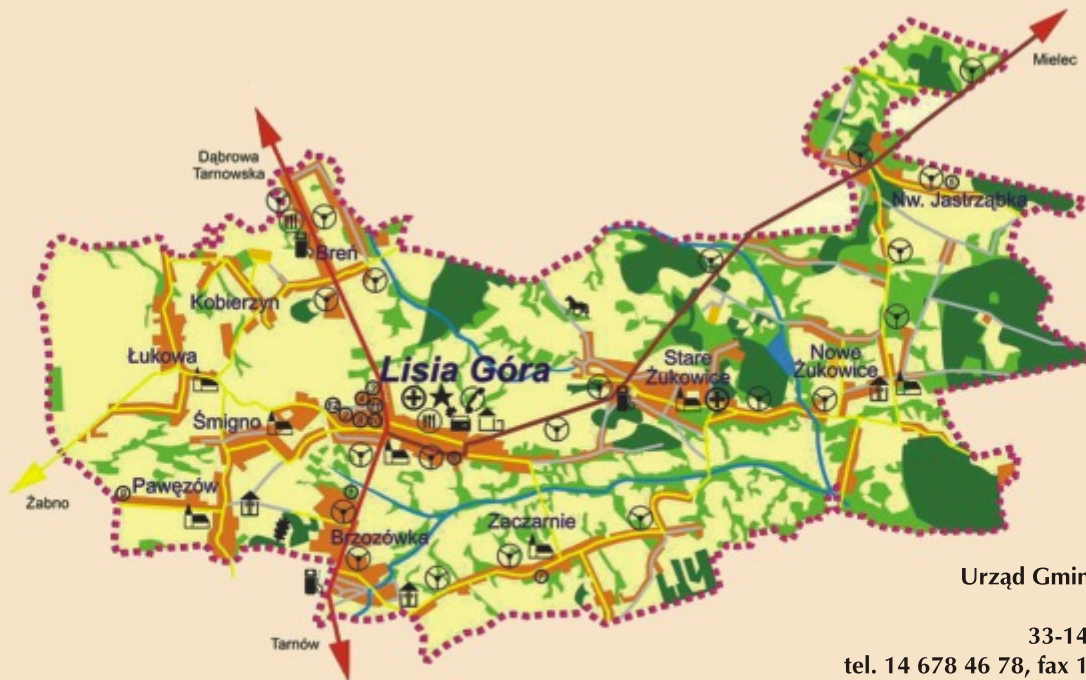 Mielec
Dąbrowa
Tarnowska
Nw. Jastrząbka
Breń
Kobierzyn
Łukowa
Lisia Góra
Stare
Żukowice
Nowe
Żukowice
Śmigno
Żabno
Pawęzów
Brzozówka
Zaczarnie
Tarnów
Urząd Gmin
33-14
tel. 14 678 46 78, fax 1